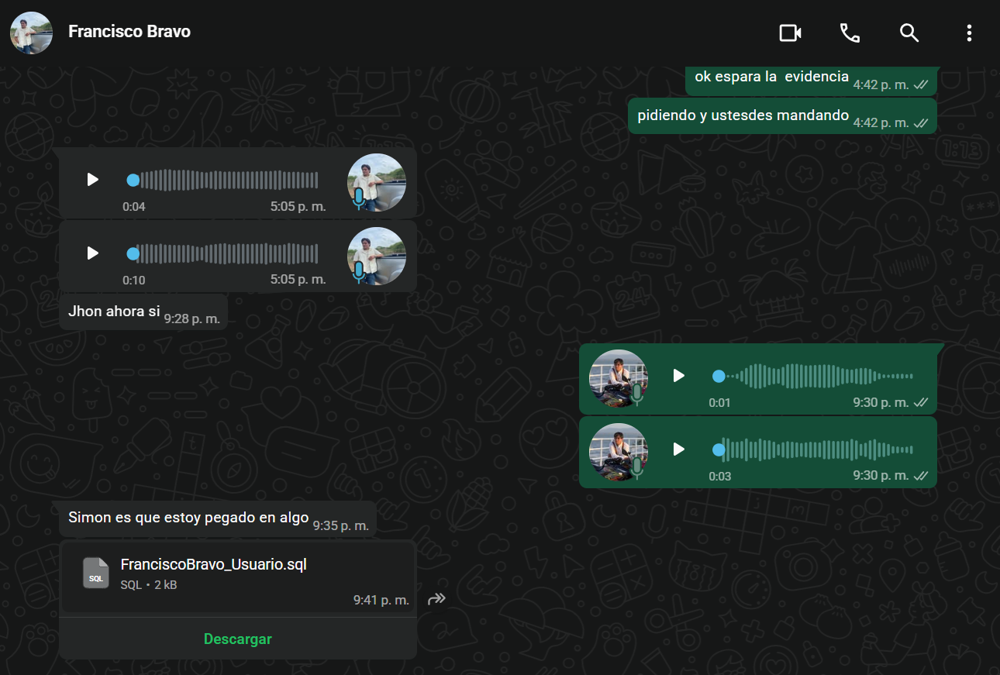 Francisco Bravo
ok espara la  evidencia 4:42 p. m.
pidiendo y ustesdes mandando 4:42 p. m.
0:04 5:05 p. m.
0:10 5:05 p. m.
Jhon ahora si 9:28 p. m.
0:01 9:30 p. m.
0:03 9:30 p. m.
Simon es que estoy pegado en algo 9:35 p. m.
FranciscoBravo_Usuario.sql
SQL
SQL • 2 kB
9:41 p. m.
Descargar